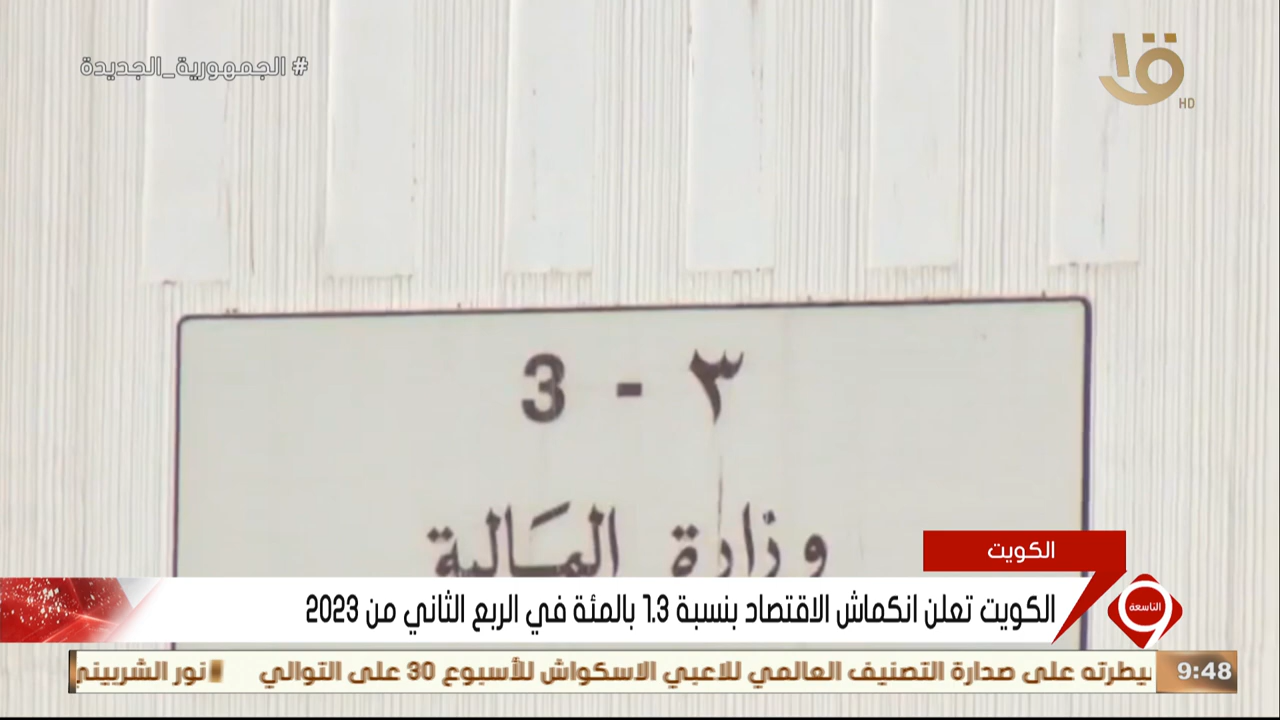 # الجمهورية_الجديدة
HD
٣ - 3
وزارة المالية
الكويت
التاسعة
الكويت تعلن انكماش الاقتصاد بنسبة 1.3 بالمئة في الربع الثاني من 2023
9:48
يطرته على صدارة التصنيف العالمي للاعبي الاسكواش للأسبوع 30 على التوالي نور الشربيني